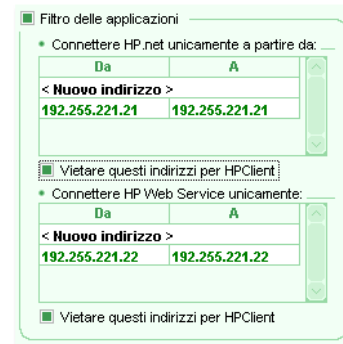 Filtro delle applicazioni
Connettere HP.net unicamente a partire da:
Da A
< Nuovo indirizzo >
192.255.221.21 192.255.221.21
Vietare questi indirizzi per HPClient
Connettere HP Web Service unicamente:
Da A
< Nuovo indirizzo >
192.255.221.22 192.255.221.22
Vietare questi indirizzi per HPClient